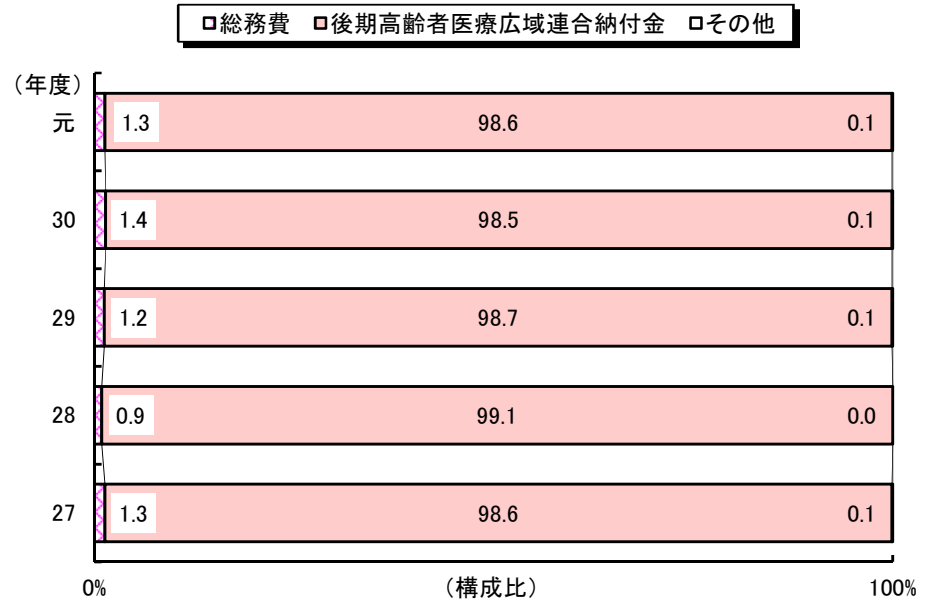 総務費 後期高齢者医療広域連合納付金 その他
（年度）
元 1.3 98.6 0.1
30 1.4 98.5 0.1
29 1.2 98.7 0.1
28 0.9 99.1 0.0
27 1.3 98.6 0.1
0% （構成比） 100%